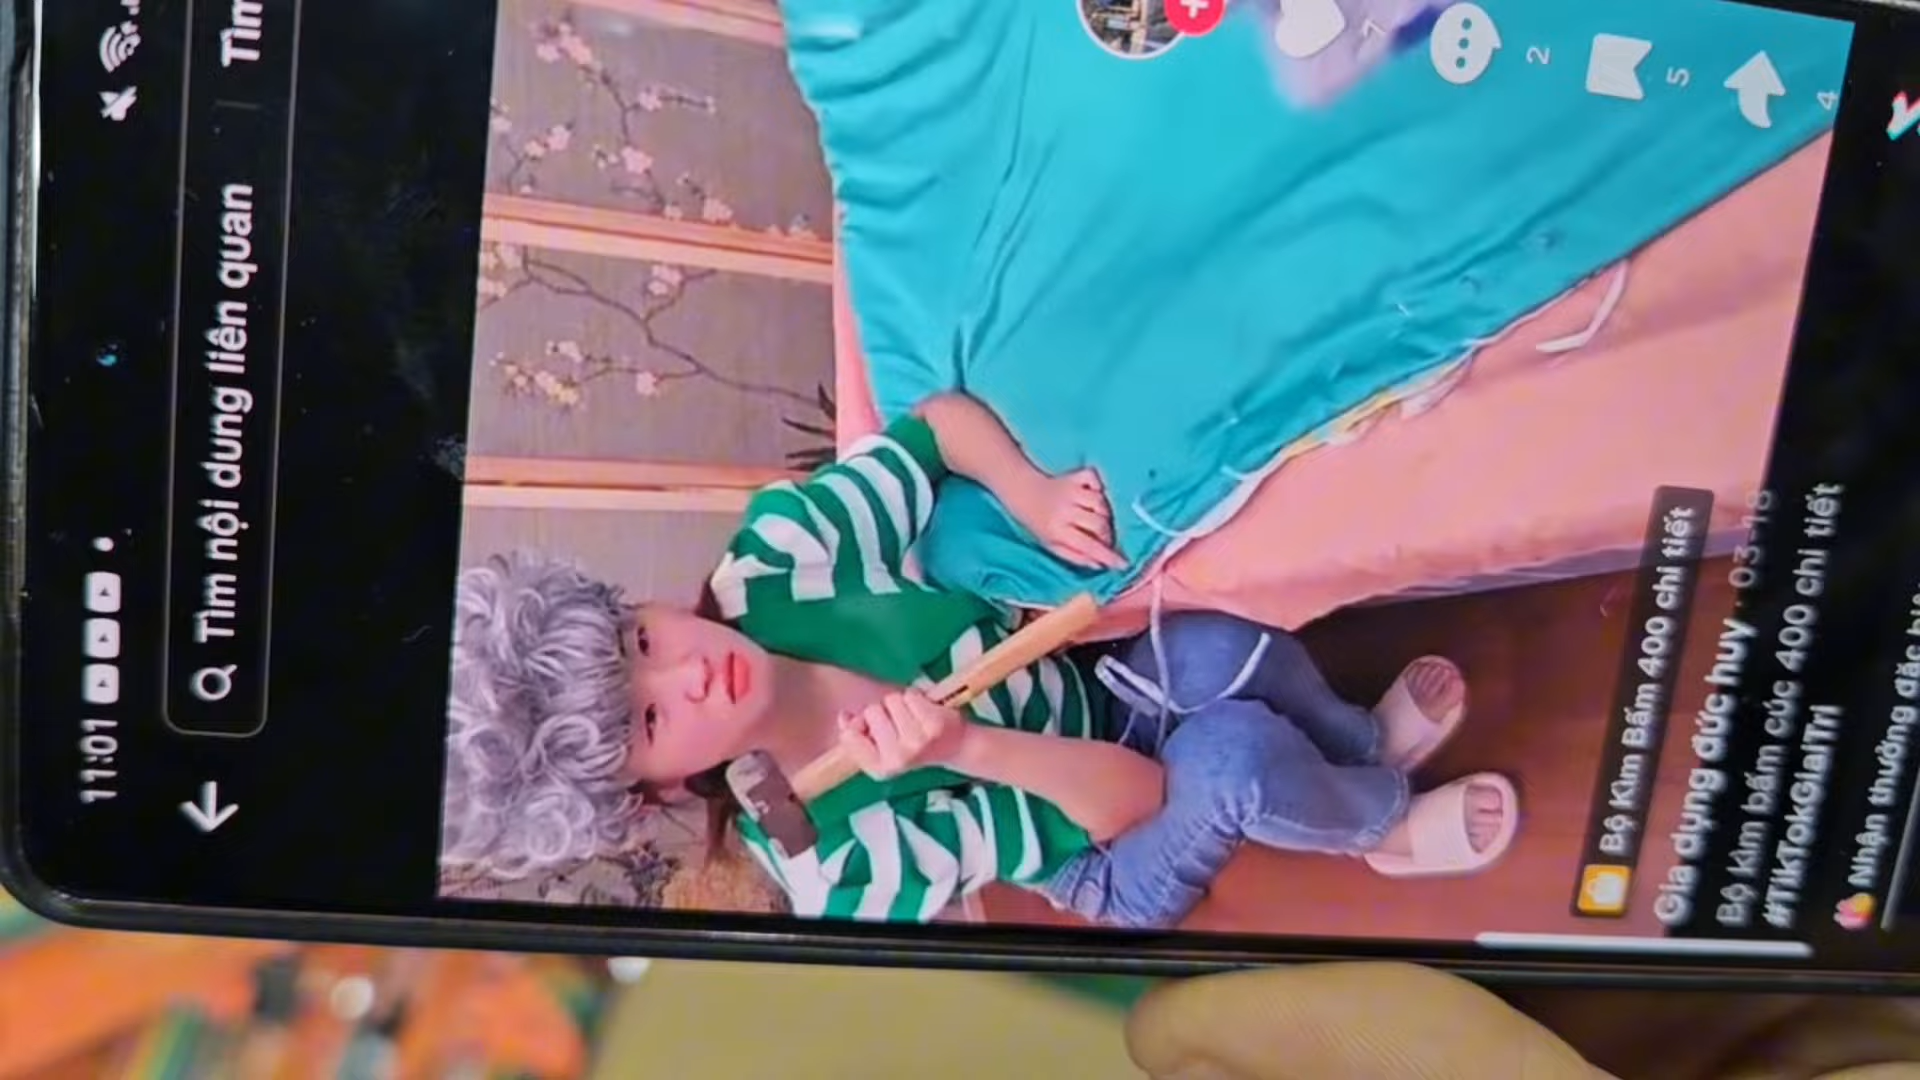 11:01
Tìm nội dung liên quan
Tìm
7
2
5
4
Bộ Kim Bấm 400 chi tiết
Gia dụng đức huy · 03-18
Bộ kim bấm cúc 400 chi tiết
#TikTokGiaiTri
Nhận thưởng đặc